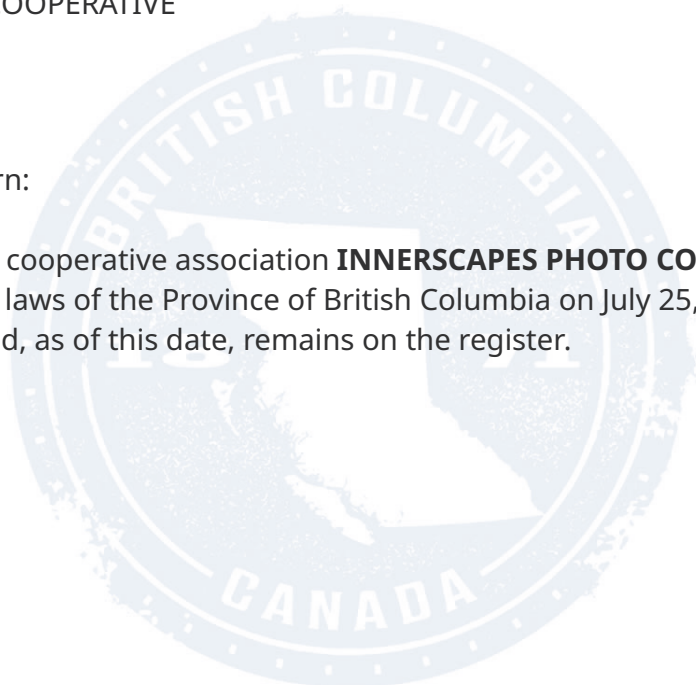 OOPERATIVE
BRITISH COLUMBIA
rn:
cooperative association INNERSCAPES PHOTO CO
laws of the Province of British Columbia on July 25,
d, as of this date, remains on the register.
CANADA